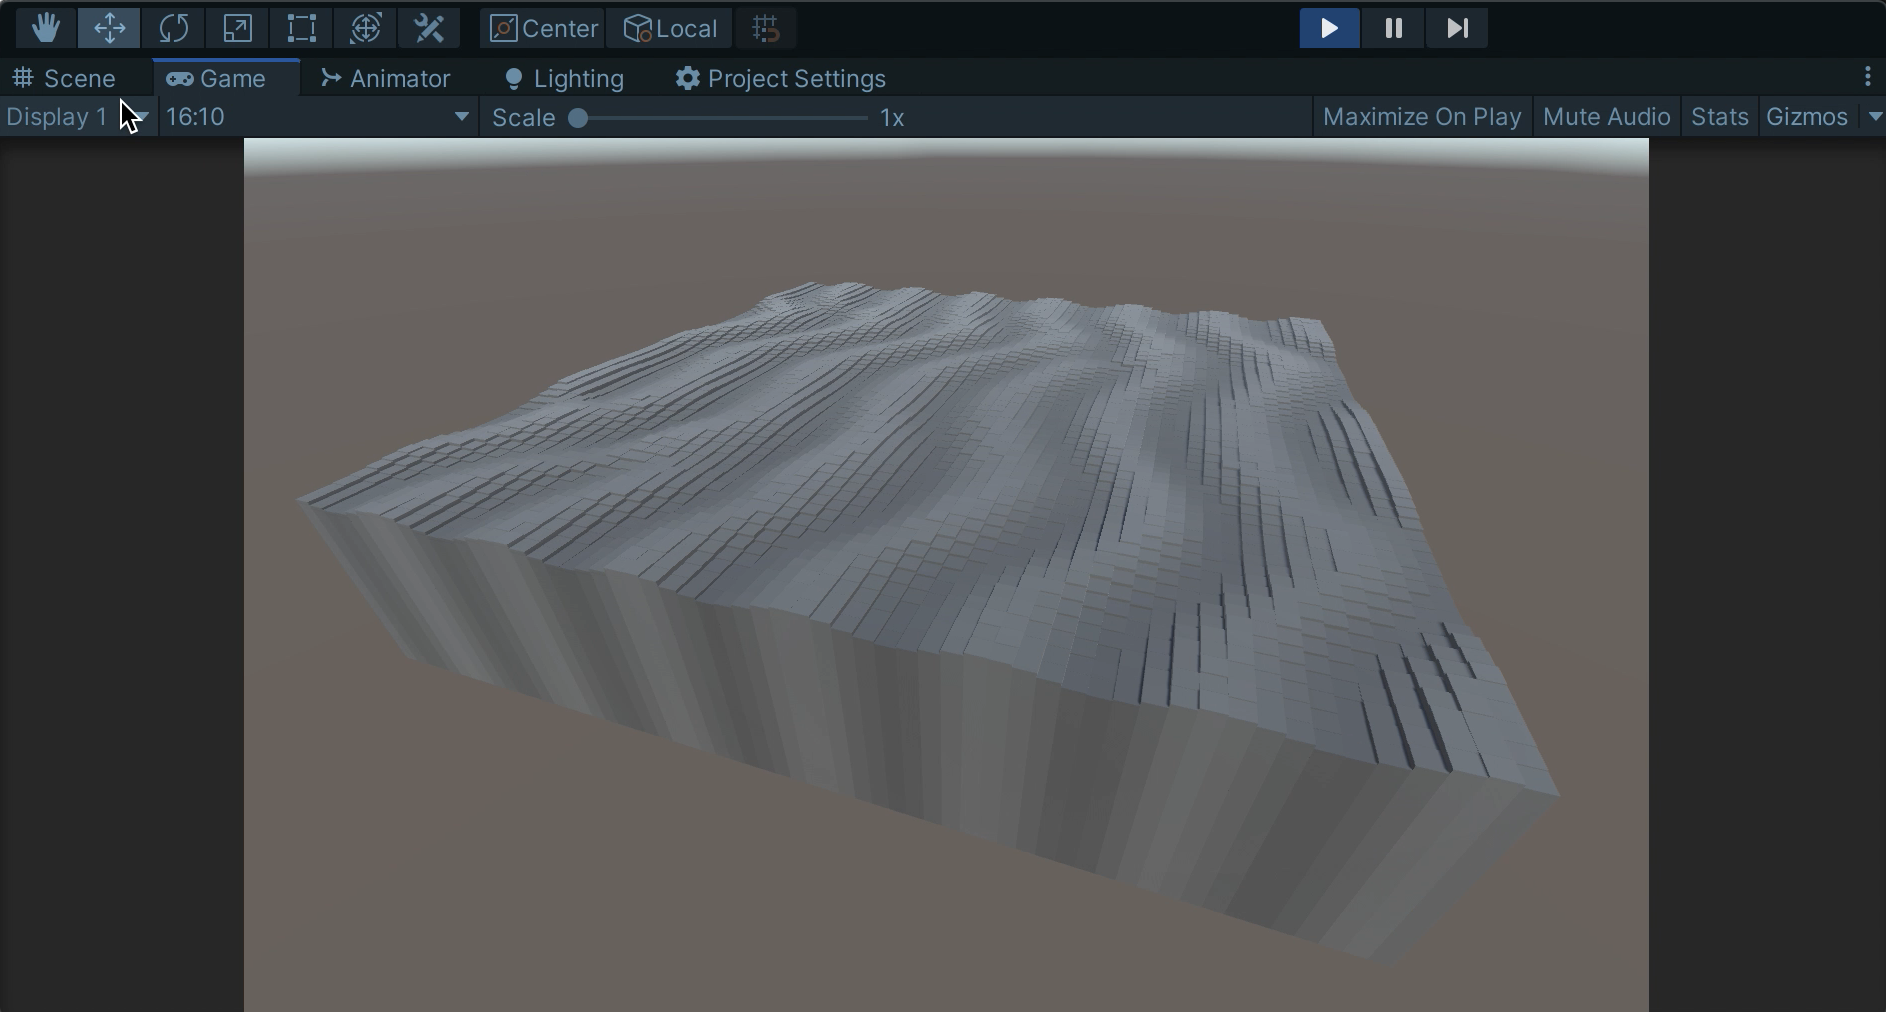 Center Local
Scene Game Animator Lighting Project Settings
Display 1 16:10 Scale 1x Maximize On Play Mute Audio Stats Gizmos